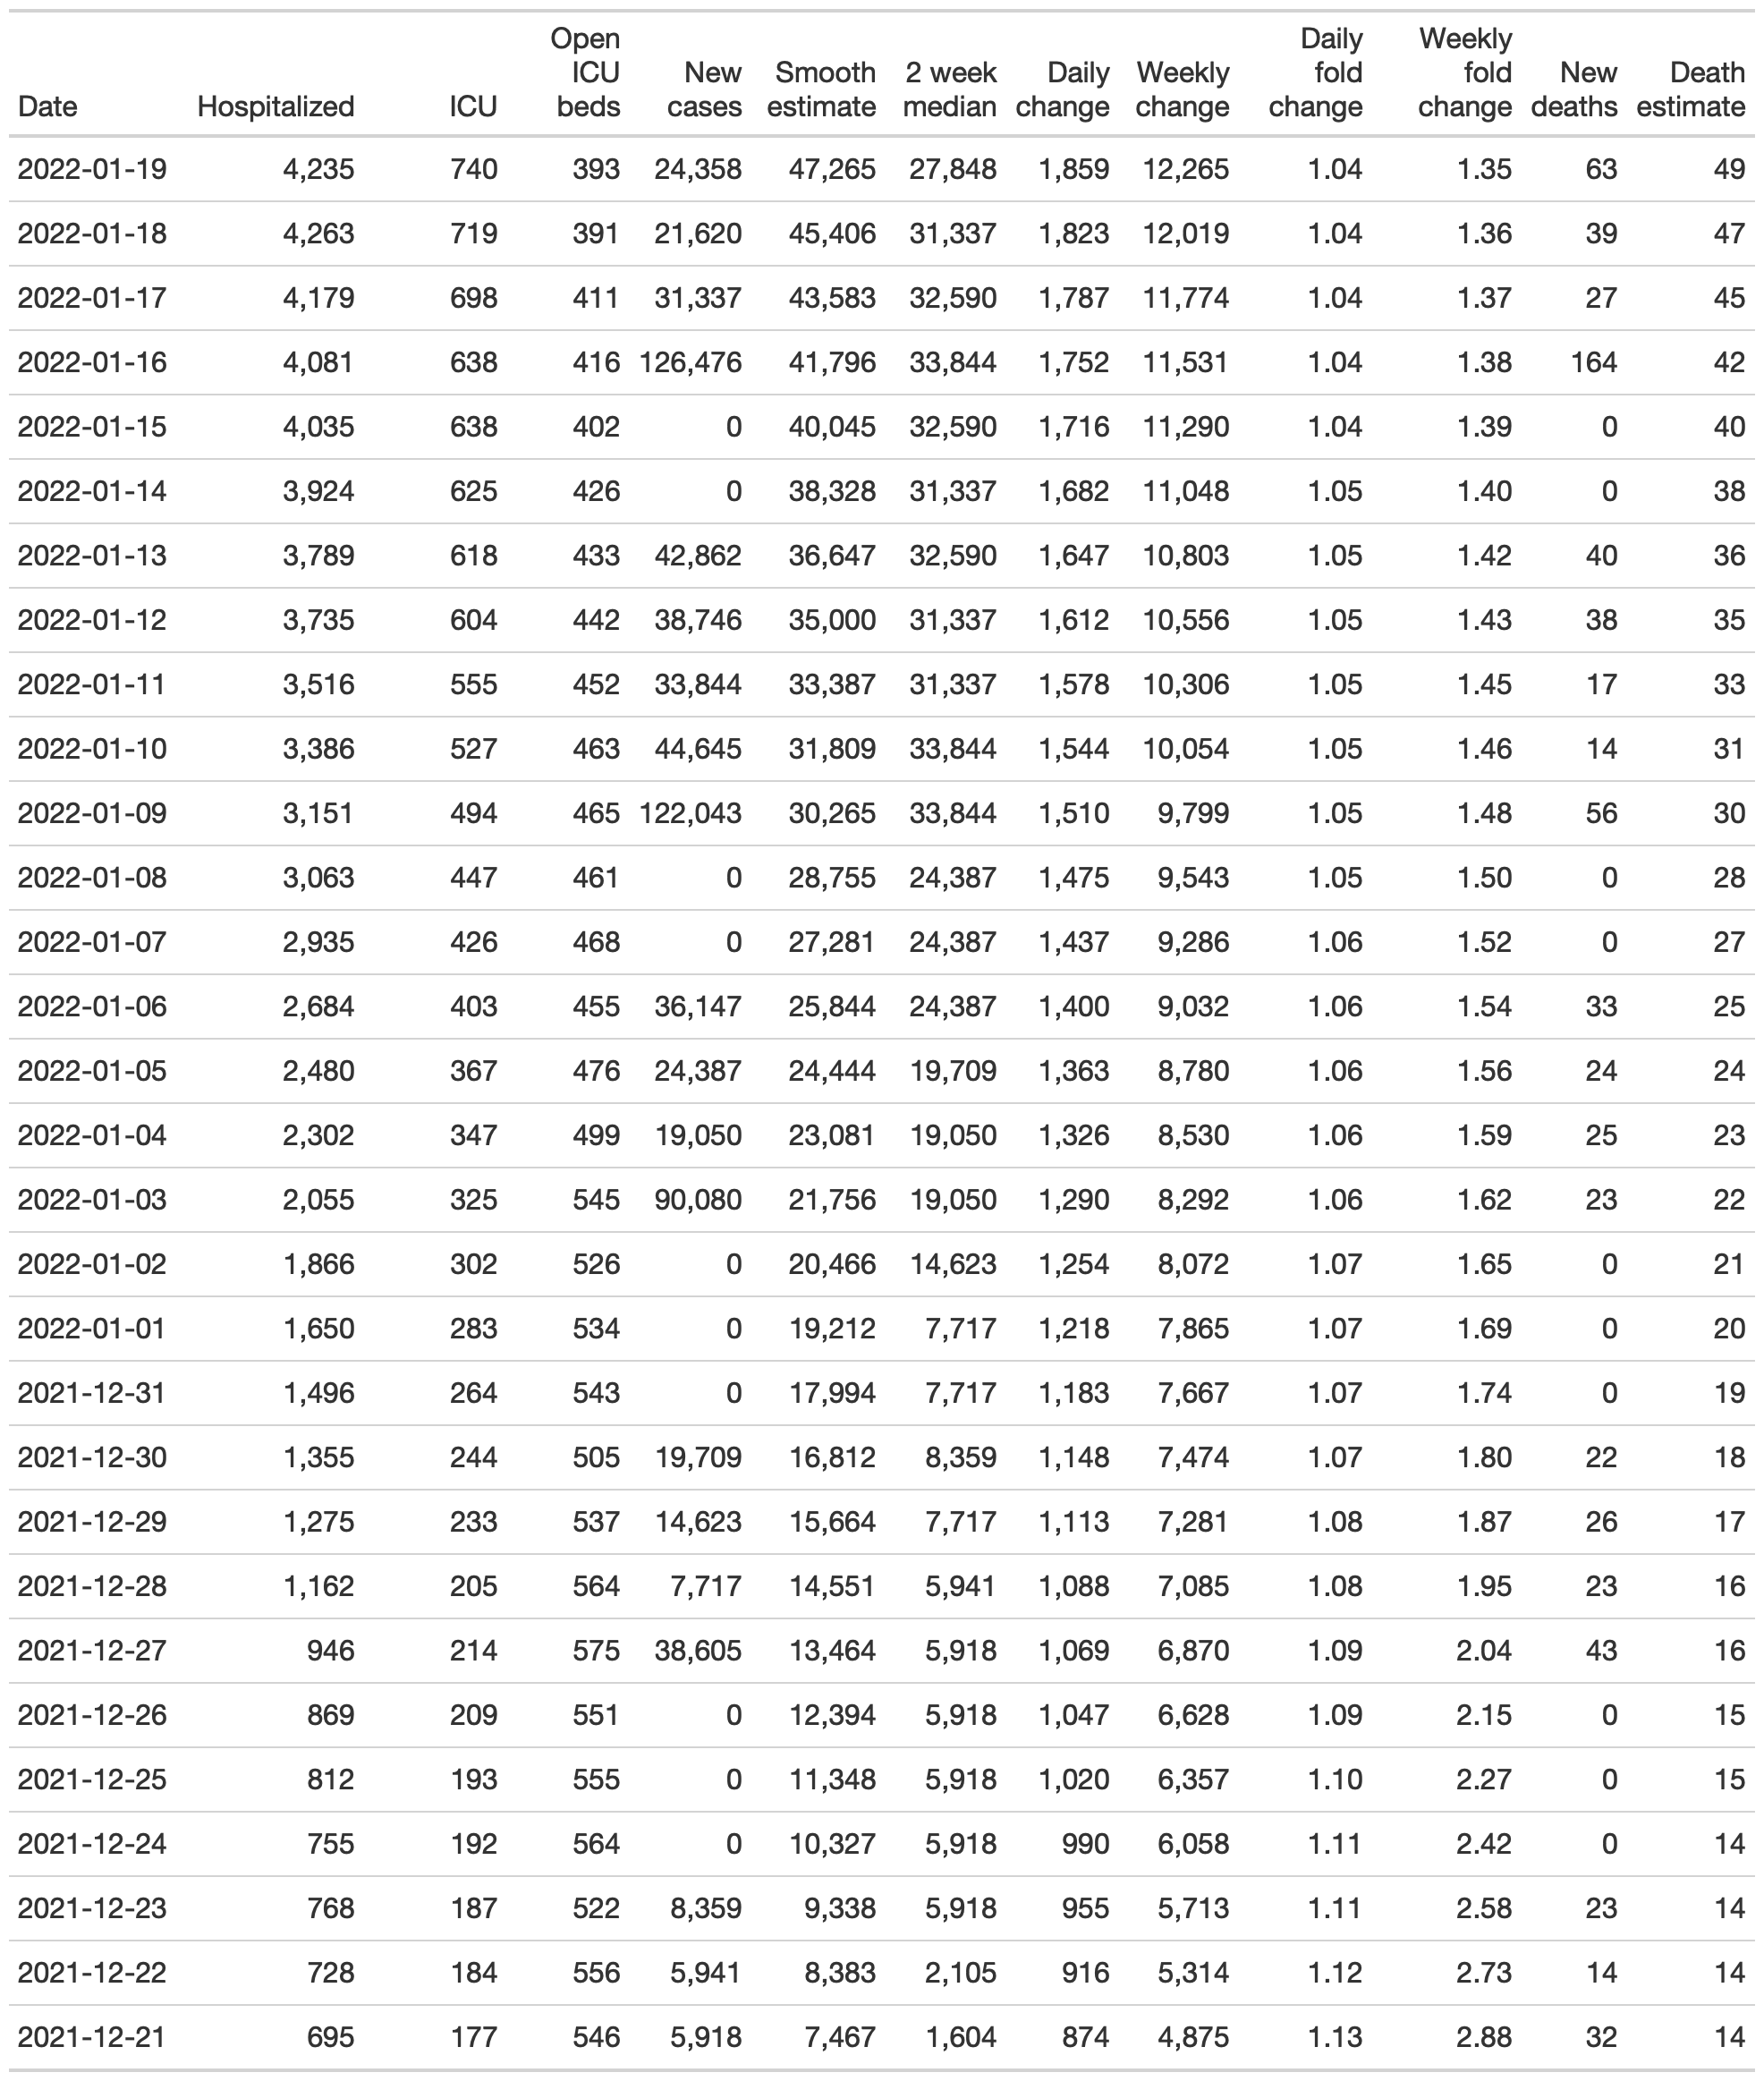 Date Hospitalized ICU Open ICU beds New cases Smooth estimate 2 week median Daily change Weekly change Daily fold change Weekly fold change New deaths Death estimate
2022-01-19 4,235 740 393 24,358 47,265 27,848 1,859 12,265 1.04 1.35 63 49
2022-01-18 4,263 719 391 21,620 45,406 31,337 1,823 12,019 1.04 1.36 39 47
2022-01-17 4,179 698 411 31,337 43,583 32,590 1,787 11,774 1.04 1.37 27 45
2022-01-16 4,081 638 416 126,476 41,796 33,844 1,752 11,531 1.04 1.38 164 42
2022-01-15 4,035 638 402 0 40,045 32,590 1,716 11,290 1.04 1.39 0 40
2022-01-14 3,924 625 426 0 38,328 31,337 1,682 11,048 1.05 1.40 0 38
2022-01-13 3,789 618 433 42,862 36,647 32,590 1,647 10,803 1.05 1.42 40 36
2022-01-12 3,735 604 442 38,746 35,000 31,337 1,612 10,556 1.05 1.43 38 35
2022-01-11 3,516 555 452 33,844 33,387 31,337 1,578 10,306 1.05 1.45 17 33
2022-01-10 3,386 527 463 44,645 31,809 33,844 1,544 10,054 1.05 1.46 14 31
2022-01-09 3,151 494 465 122,043 30,265 33,844 1,510 9,799 1.05 1.48 56 30
2022-01-08 3,063 447 461 0 28,755 24,387 1,475 9,543 1.05 1.50 0 28
2022-01-07 2,935 426 468 0 27,281 24,387 1,437 9,286 1.06 1.52 0 27
2022-01-06 2,684 403 455 36,147 25,844 24,387 1,400 9,032 1.06 1.54 33 25
2022-01-05 2,480 367 476 24,387 24,444 19,709 1,363 8,780 1.06 1.56 24 24
2022-01-04 2,302 347 499 19,050 23,081 19,050 1,326 8,530 1.06 1.59 25 23
2022-01-03 2,055 325 545 90,080 21,756 19,050 1,290 8,292 1.06 1.62 23 22
2022-01-02 1,866 302 526 0 20,466 14,623 1,254 8,072 1.07 1.65 0 21
2022-01-01 1,650 283 534 0 19,212 7,717 1,218 7,865 1.07 1.69 0 20
2021-12-31 1,496 264 543 0 17,994 7,717 1,183 7,667 1.07 1.74 0 19
2021-12-30 1,355 244 505 19,709 16,812 8,359 1,148 7,474 1.07 1.80 22 18
2021-12-29 1,275 233 537 14,623 15,664 7,717 1,113 7,281 1.08 1.87 26 17
2021-12-28 1,162 205 564 7,717 14,551 5,941 1,088 7,085 1.08 1.95 23 16
2021-12-27 946 214 575 38,605 13,464 5,918 1,069 6,870 1.09 2.04 43 16
2021-12-26 869 209 551 0 12,394 5,918 1,047 6,628 1.09 2.15 0 15
2021-12-25 812 193 555 0 11,348 5,918 1,020 6,357 1.10 2.27 0 15
2021-12-24 755 192 564 0 10,327 5,918 990 6,058 1.11 2.42 0 14
2021-12-23 768 187 522 8,359 9,338 5,918 955 5,713 1.11 2.58 23 14
2021-12-22 728 184 556 5,941 8,383 2,105 916 5,314 1.12 2.73 14 14
2021-12-21 695 177 546 5,918 7,467 1,604 874 4,875 1.13 2.88 32 14